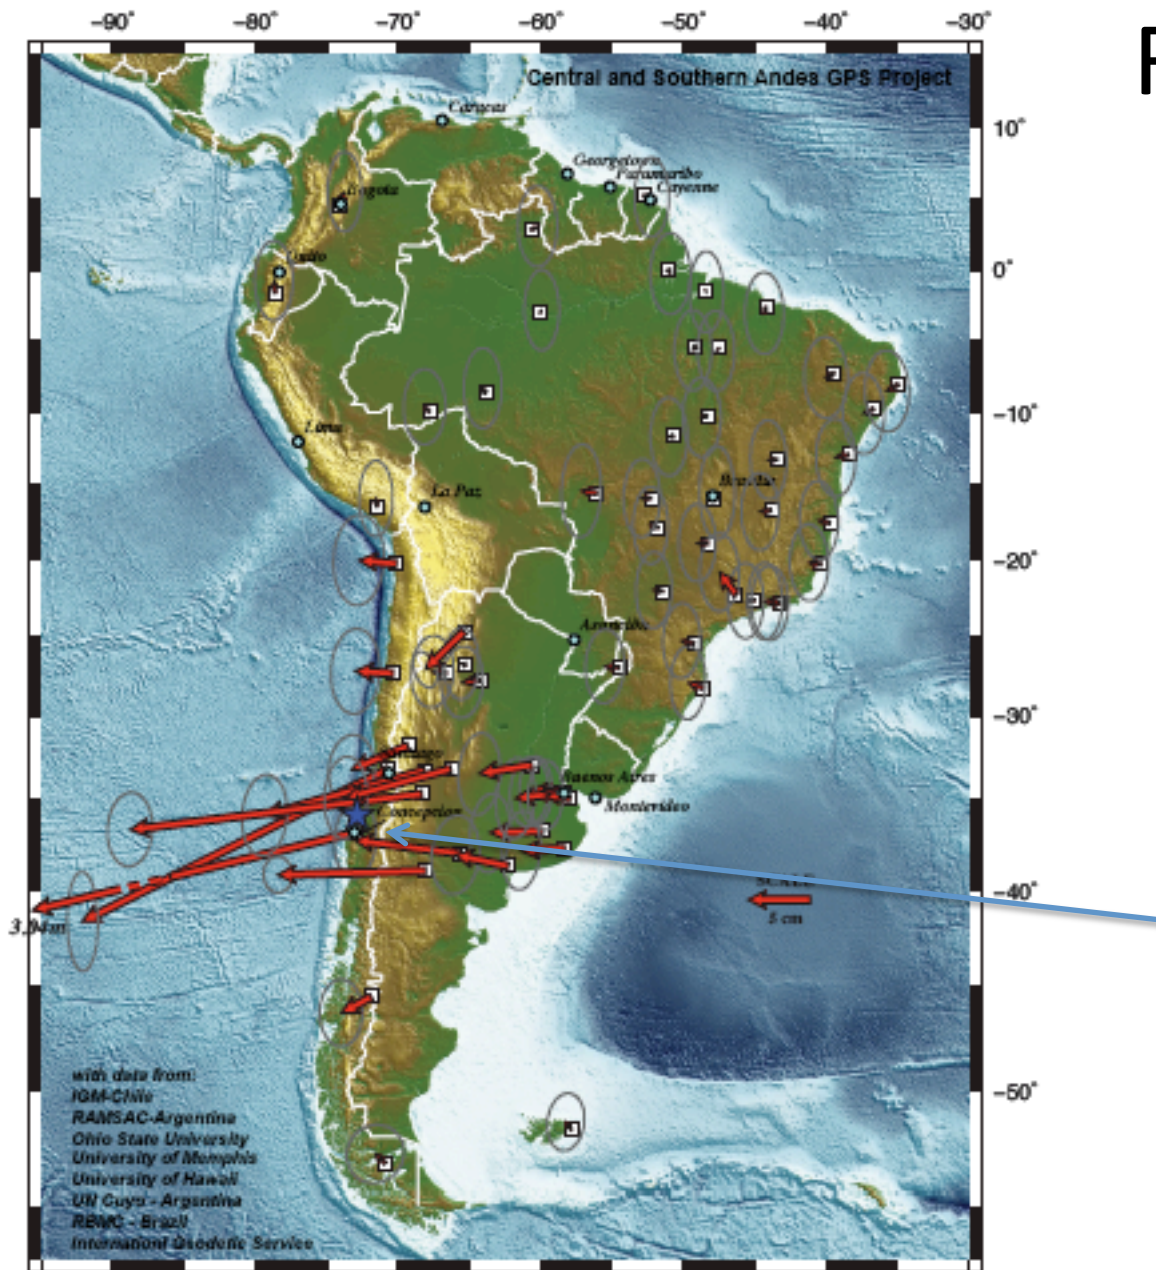 -90° -80° -70° -60° -50° -40° -30°
Central and Southern Andes GPS Project
Caracas
10°
Georgetown
Paramaribo
Cayenne
Bogota
Quito
0°
-10°
Lima
La Paz
Brasilia
-20°
Asuncion
-30°
Santiago
Buenos Aires
Montevideo
Concepcion
-40°
SCALE
5 cm
3.04m
with data from:
IGM-Chile
RAMSAC-Argentina
Ohio State University
University of Memphis
University of Hawaii
UN Cuyo - Argentina
RBMC - Brazil
Internationl Geodetic Service
-50°